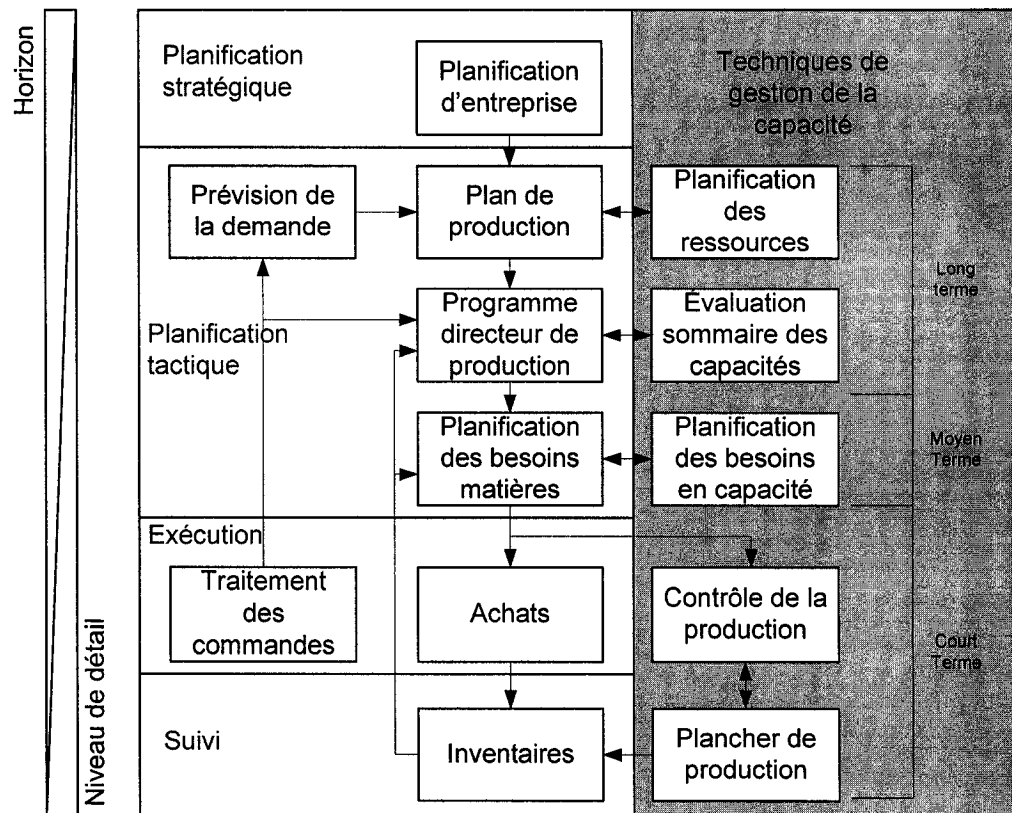 Horizon
Niveau de détail
Planification
stratégique
Planification
d'entreprise
Techniques de
gestion de la
capacité
Prévision de
la demande
Plan de
production
Planification
des
ressources
Long
terme
Planification
tactique
Programme
directeur de
production
Évaluation
sommaire des
capacités
Planification
des besoins
matières
Planification
des besoins
en capacité
Moyen
Terme
Exécution
Traitement
des
commandes
Achats
Contrôle de la
production
Court
Terme
Suivi
Inventaires
Plancher de
production